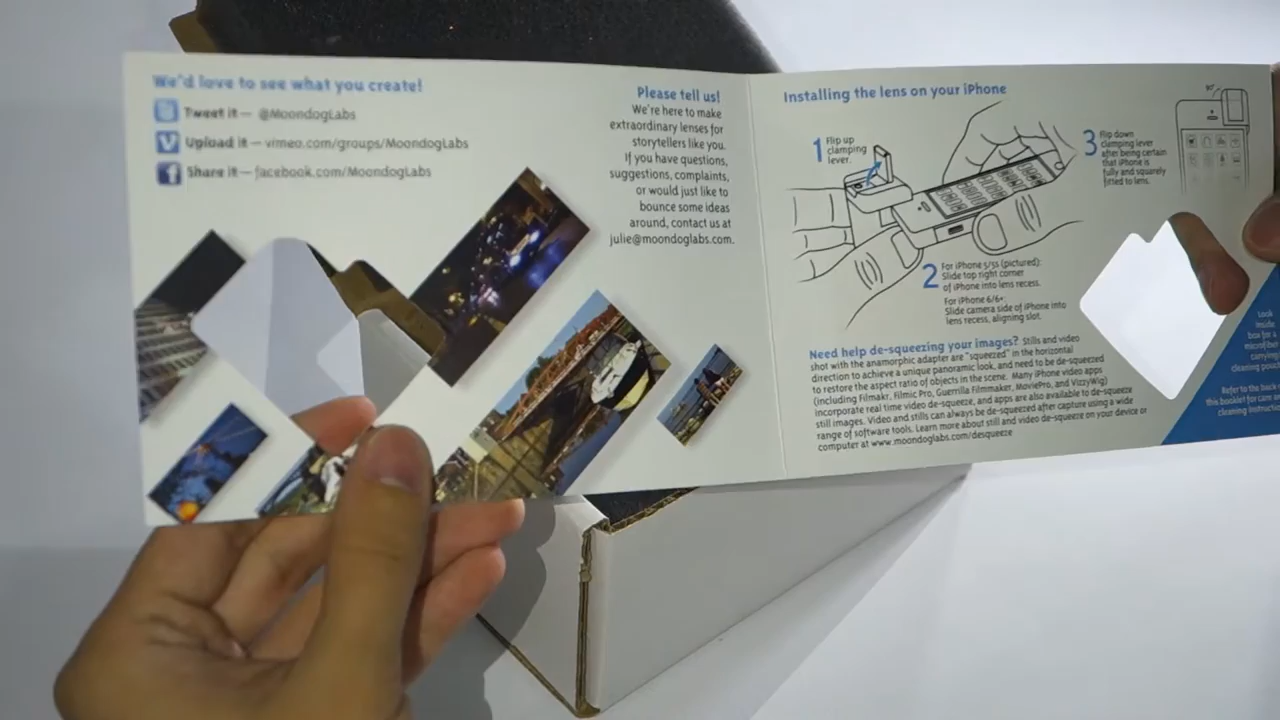 We'd love to see what you create!
Tweet it— @MoondogLabs
Upload it— vimeo.com/groups/MoondogLabs
Share it— facebook.com/MoondogLabs
Please tell us!
We're here to make
extraordinary lenses for
storytellers like you.
If you have questions,
suggestions, complaints,
or would just like to
bounce some ideas
around, contact us at
julie@moondoglabs.com.
Installing the lens on your iPhone
1 Flip up
clamping
lever.
2 For iPhone 5/5s (pictured):
Slide top right corner
of iPhone into lens recess.
For iPhone 6/6+:
Slide camera side of iPhone into
lens recess, aligning slot.
3 Flip down
clamping lever
after being certain
that iPhone is
fully and squarely
fitted to lens.
Need help de-squeezing your images? Stills and video
shot with the anamorphic adapter are "squeezed" in the horizontal
direction to achieve a unique panoramic look, and need to be de-squeezed
to restore the aspect ratio of objects in the scene. Many iPhone video apps
(including Filmakr, Filmic Pro, Guerrilla Filmmaker, MoviePro, and VizzyWig)
incorporate real time video de-squeeze, and apps are also available to de-squeeze
still images. Video and stills can always be de-squeezed after capture using a wide
range of software tools. Learn more about still and video de-squeeze on your device or
computer at www.moondoglabs.com/desqueeze
Look
inside
box for a
microfiber
carrying
cleaning pouch
Refer to the back
this booklet for care
cleaning